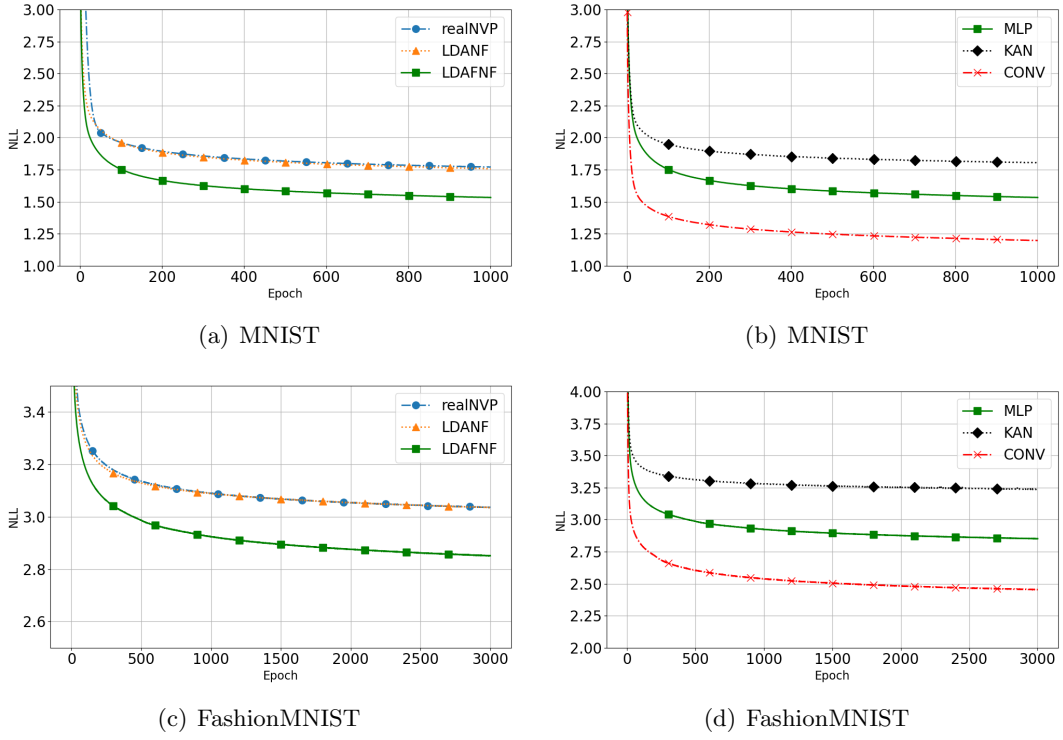 3.00
2.75
2.50
2.25
2.00
1.75
1.50
1.25
1.00
NLL
0 200 400 600 800 1000
Epoch
realNVP
LDANF
LDAFNF
(a) MNIST
3.00
2.75
2.50
2.25
2.00
1.75
1.50
1.25
1.00
NLL
0 200 400 600 800 1000
Epoch
MLP
KAN
CONV
(b) MNIST
3.4
3.2
3.0
2.8
2.6
NLL
0 500 1000 1500 2000 2500 3000
Epoch
realNVP
LDANF
LDAFNF
(c) FashionMNIST
4.00
3.75
3.50
3.25
3.00
2.75
2.50
2.25
2.00
NLL
0 500 1000 1500 2000 2500 3000
Epoch
MLP
KAN
CONV
(d) FashionMNIST